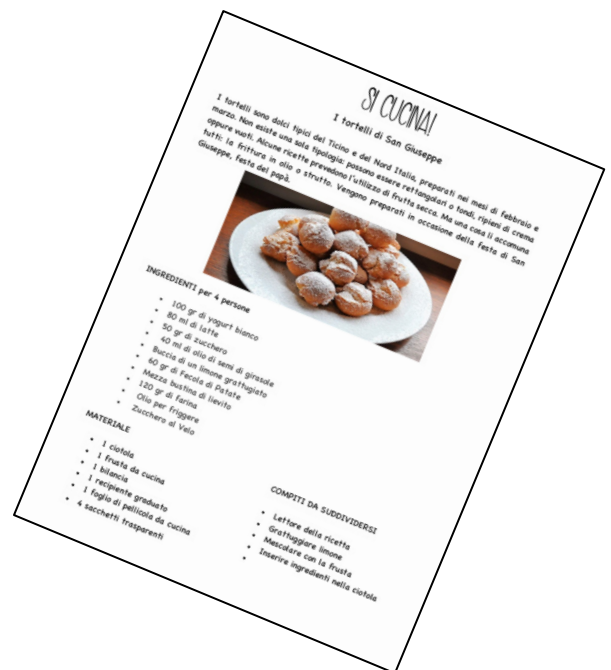 SI CUCINA!
I tortelli di San Giuseppe
I tortelli sono dolci tipici del Ticino e del Nord Italia, preparati nei mesi di febbraio e
marzo. Non esiste una sola tipologia: possono essere rettangolari o tondi, ripieni di crema
oppure vuoti. Alcune ricette prevedono l'utilizzo di frutta secca. Ma una cosa li accomuna
tutti: la frittura in olio o strutto. Vengono preparati in occasione della festa di San
Giuseppe, festa del papà.
INGREDIENTI per 4 persone
• 100 gr di yogurt bianco
• 80 ml di latte
• 50 gr di zucchero
• 40 ml di olio di semi di girasole
• Buccia di un limone grattugiato
• 60 gr di Fecola di Patate
• Mezza bustina di lievito
• 120 gr di farina
• Olio per friggere
• Zucchero al Velo
MATERIALE
• 1 ciotola
• 1 frusta da cucina
• 1 bilancia
• 1 recipiente graduato
• 1 foglio di pellicola da cucina
• 4 sacchetti trasparenti
COMPITI DA SUDDIVIDERSI
• Lettore della ricetta
• Grattuggiare limone
• Mescolare con la frusta
• Inserire ingredienti nella ciotola
•